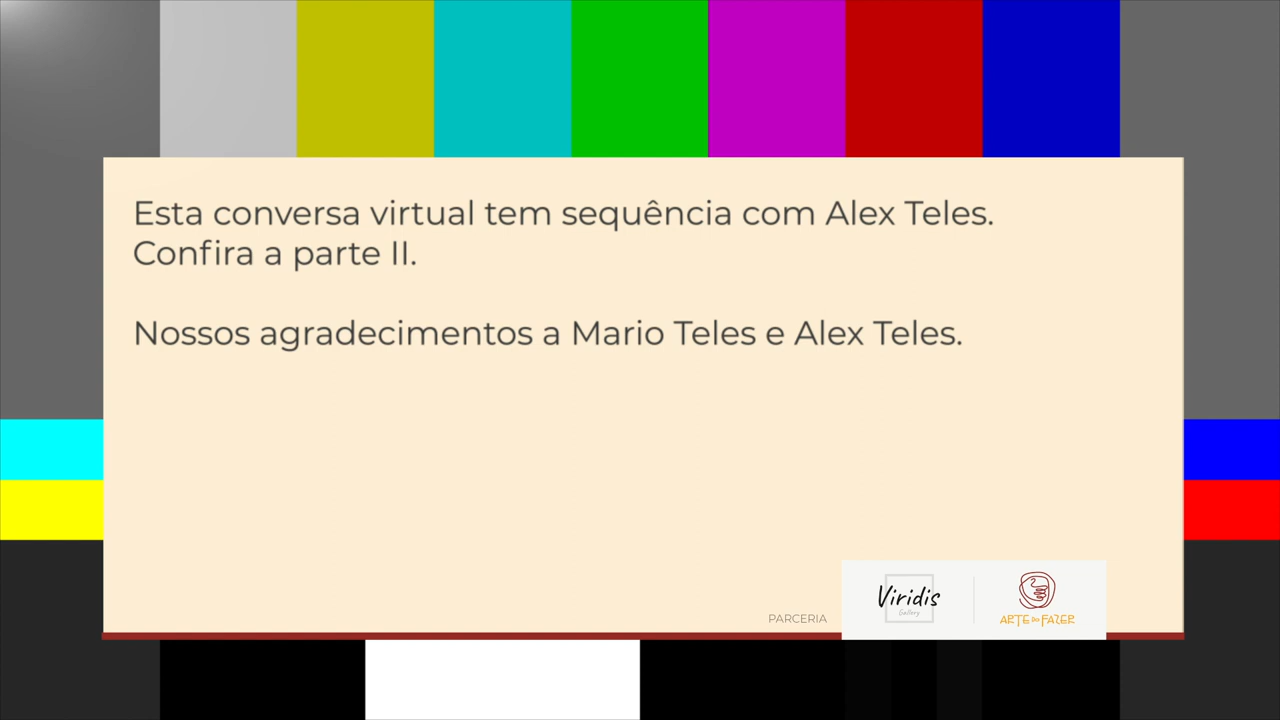 Esta conversa virtual tem sequência com Alex Teles.
Confira a parte II.
Nossos agradecimentos a Mario Teles e Alex Teles.
PARCERIA
Viridis
Gallery
ARTE DO FAZER